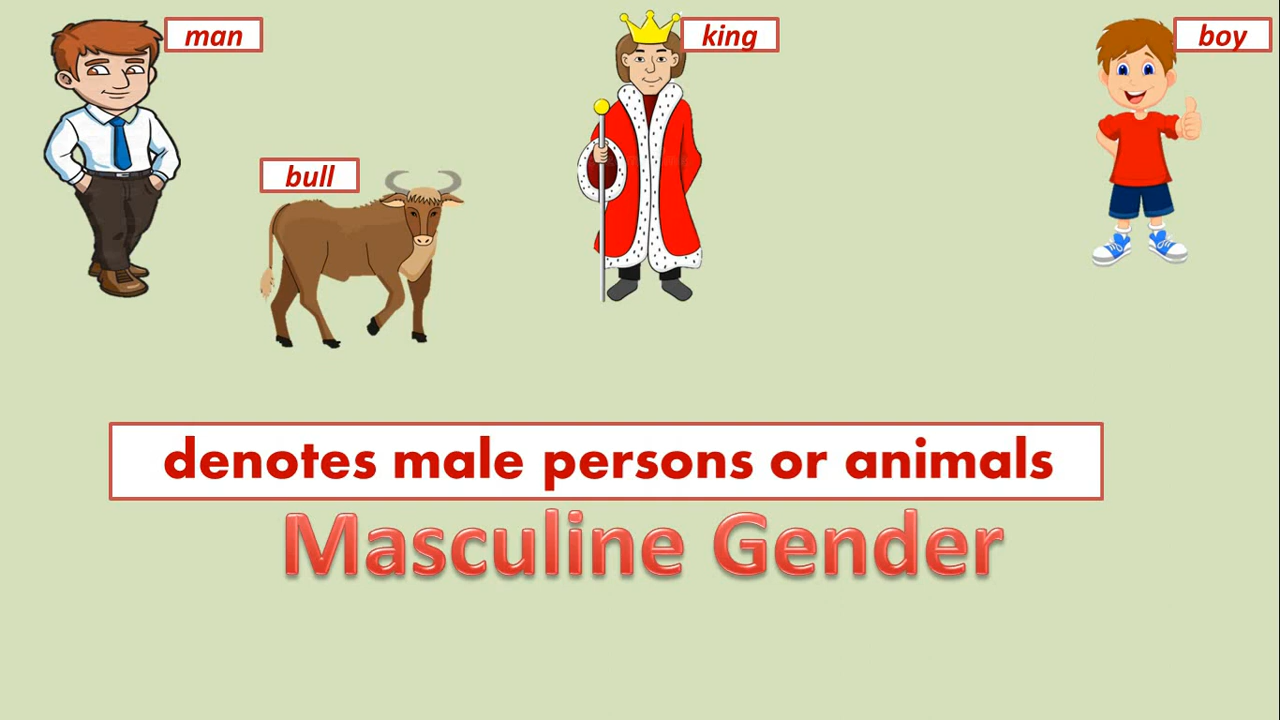 man
king
boy
bull
denotes male persons or animals
Masculine Gender